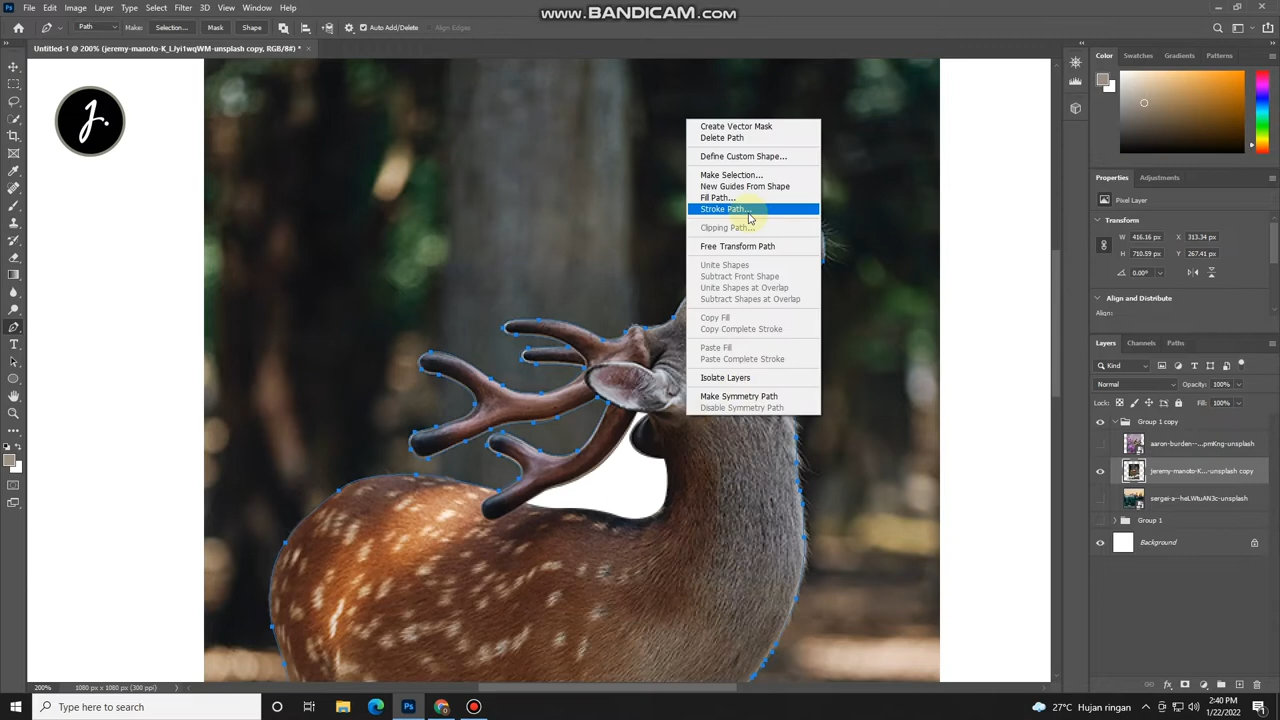 File Edit Image Layer Type Select Filter 3D View Window Help
www.BANDICAM.com
Path Make: Selection... Mask Shape Auto Add/Delete Align Edges
Untitled-1 @ 200% (jeremy-manoto-K_LJyi1wqWM-unsplash copy, RGB/8#) * ×
j.
Create Vector Mask
Delete Path
Define Custom Shape...
Make Selection...
New Guides From Shape
Fill Path...
Stroke Path...
Clipping Path...
Free Transform Path
Unite Shapes
Subtract Front Shape
Unite Shapes at Overlap
Subtract Shapes at Overlap
Copy Fill
Copy Complete Stroke
Paste Fill
Paste Complete Stroke
Isolate Layers
Make Symmetry Path
Disable Symmetry Path
Color Swatches Gradients Patterns
Properties Adjustments
Pixel Layer
Transform
W 416.16 px X 313.34 px
H 710.59 px Y 267.41 px
0.00°
Align and Distribute
Align:
Layers Channels Paths
Kind
Normal Opacity: 100%
Lock: Fill: 100%
Group 1 copy
aaron-burden--...pmKng-unsplash
jeremy-manoto-K...-unsplash copy
sergei-a--heLWtuAN3c-unsplash
Group 1
Background
200% 1080 px x 1080 px (300 ppi)
Type here to search
27°C Hujan ringan
2:40 PM
1/22/2022